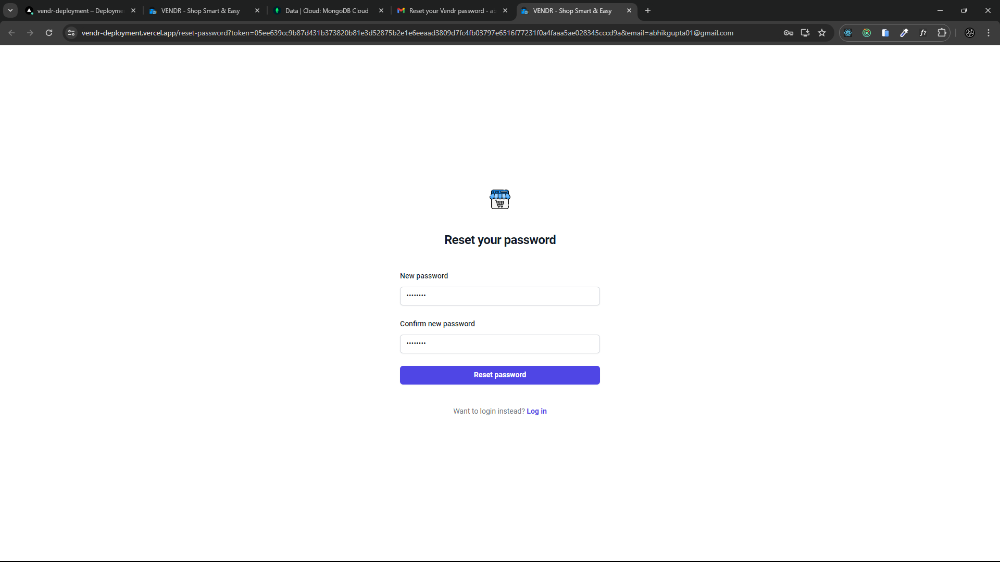 vendr-deployment – Deployme
VENDR - Shop Smart & Easy
Data | Cloud: MongoDB Cloud
Reset your Vendr password - ab
VENDR - Shop Smart & Easy
vendr-deployment.vercel.app/reset-password?token=05ee639cc9b87d431b373820b81e3d52875b2e1e6eeaad3809d7fc4fb03797e6516f77231f0a4faaa5ae028345cccd9a&email=abhikgupta01@gmail.com
f?
Reset your password
New password
••••••••
Confirm new password
••••••••
Reset password
Want to login instead? Log in